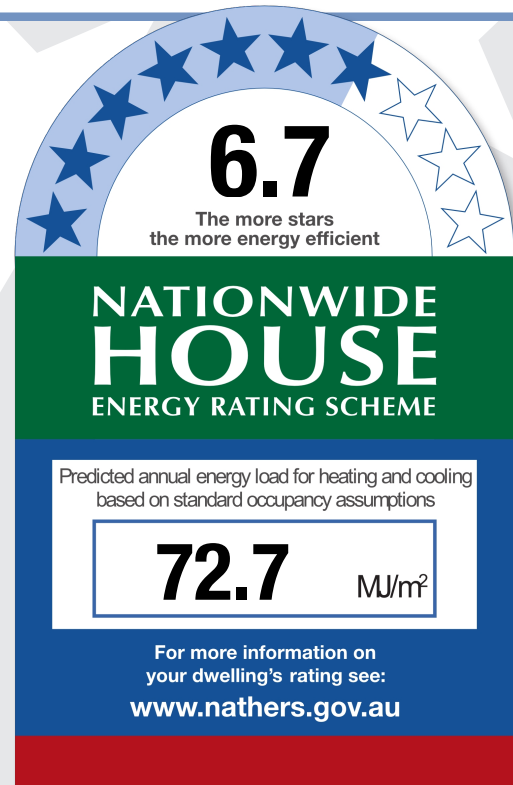 6.7
The more stars
the more energy efficient
NATIONWIDE
HOUSE
ENERGY RATING SCHEME
Predicted annual energy load for heating and cooling
based on standard occupancy assumptions
72.7 MJ/m²
For more information on
your dwelling's rating see:
www.nathers.gov.au